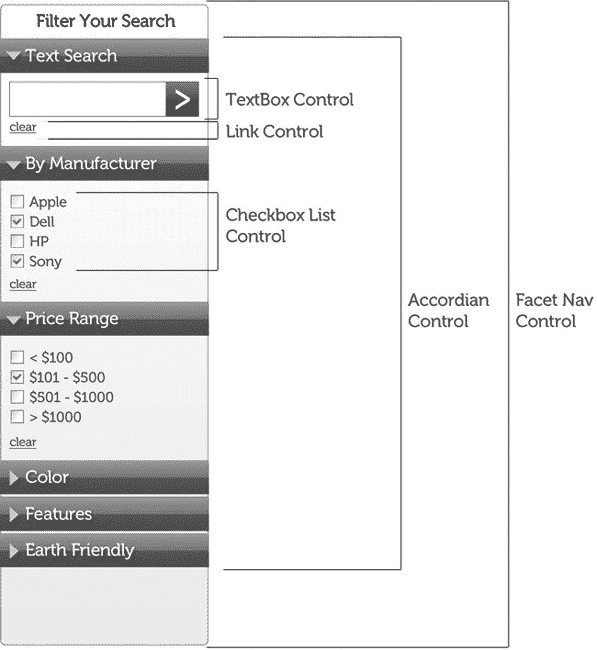 Filter Your Search
Text Search
>
clear
TextBox Control
Link Control
By Manufacturer
Apple
Dell
HP
Sony
clear
Checkbox List
Control
Price Range
< $100
$101 - $500
$501 - $1000
> $1000
clear
Color
Features
Earth Friendly
Accordian
Control
Facet Nav
Control